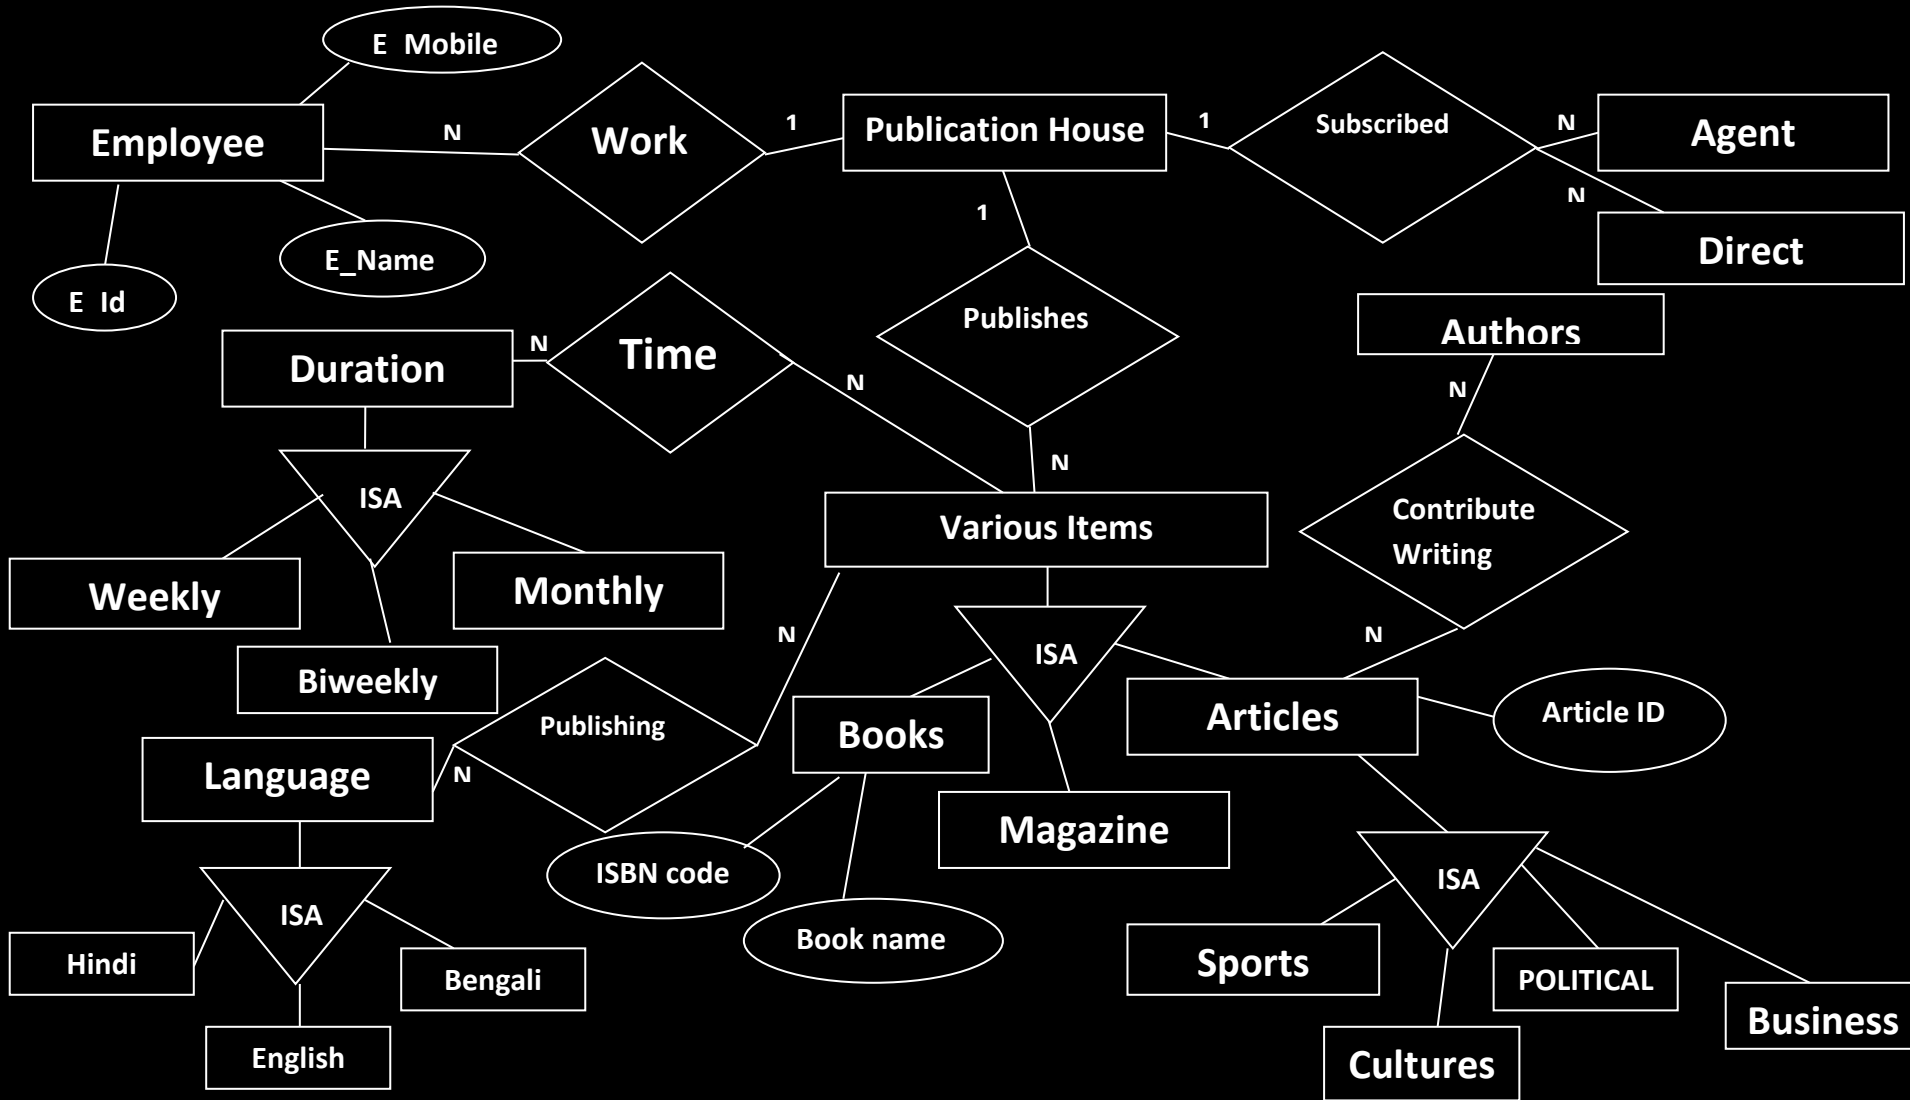 E Mobile
Employee
N
Work
1
Publication House
1
Subscribed
N
Agent
N
Direct
E_Name
E Id
1
Publishes
N
Authors
N
Duration
N
Time
N
ISA
Weekly
Monthly
Biweekly
Various Items
Contribute
Writing
N
N
ISA
Books
Articles
Article ID
Publishing
N
Language
Magazine
ISBN code
Book name
ISA
Hindi
Bengali
English
ISA
Sports
POLITICAL
Business
Cultures